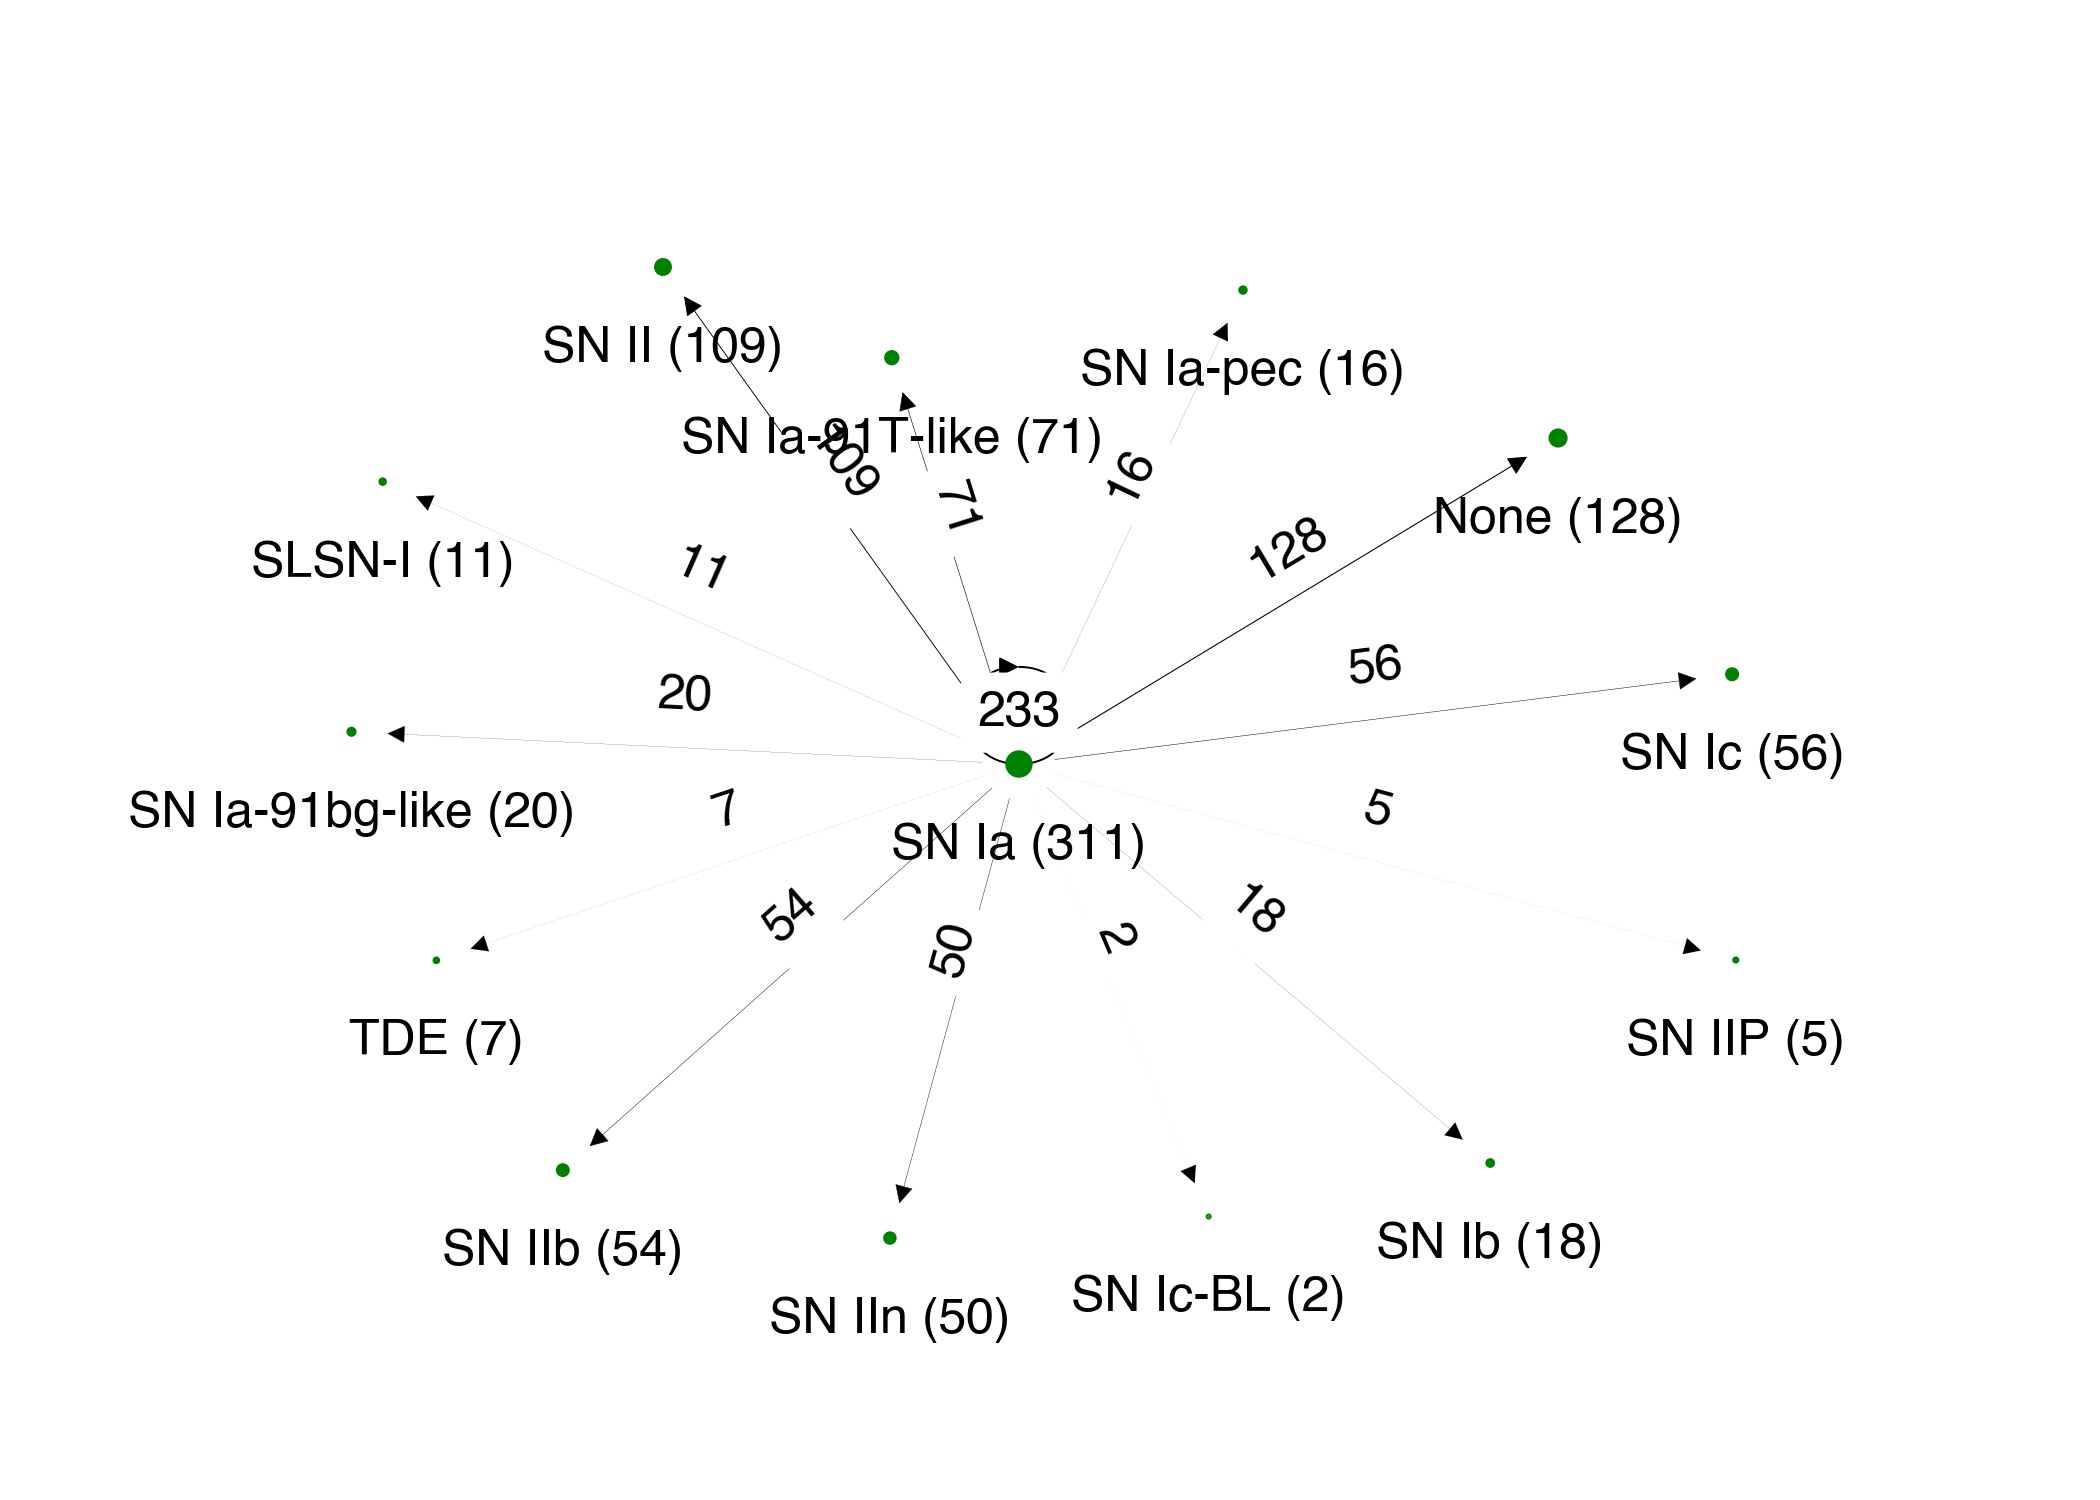 SN II (109)
SN Ia-pec (16)
SN Ia-91T-like (71)
109
71
16
None (128)
128
SLSN-I (11)
11
56
20
233
SN Ic (56)
SN Ia-91bg-like (20)
7
5
SN Ia (311)
54
18
50
2
TDE (7)
SN IIP (5)
SN IIb (54)
SN Ib (18)
SN IIn (50)
SN Ic-BL (2)